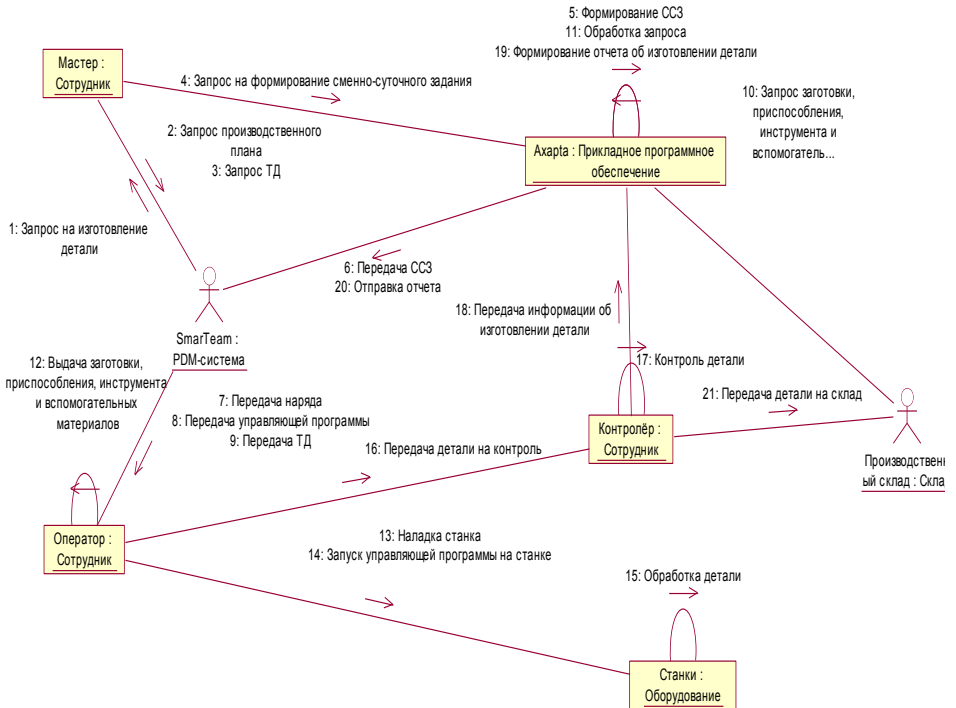 5: Формирование ССЗ
11: Обработка запроса
19: Формирование отчета об изготовлении детали
Мастер :
Сотрудник
4: Запрос на формирование сменно-суточного задания
10: Запрос заготовки,
приспособления,
инструмента и
вспомогатель...
2: Запрос производственного
плана
3: Запрос ТД
Axapta : Прикладное программное
обеспечение
1: Запрос на изготовление
детали
6: Передача ССЗ
20: Отправка отчета
18: Передача информации об
изготовлении детали
SmarTeam :
PDM-система
12: Выдача заготовки,
приспособления, инструмента
и вспомогательных
материалов
17: Контроль детали
7: Передача наряда
8: Передача управляющей программы
9: Передача ТД
21: Передача детали на склад
16: Передача детали на контроль
Контролёр :
Сотрудник
Производственн
ый склад : Скла
Оператор :
Сотрудник
13: Наладка станка
14: Запуск управляющей программы на станке
15: Обработка детали
Станки :
Оборудование